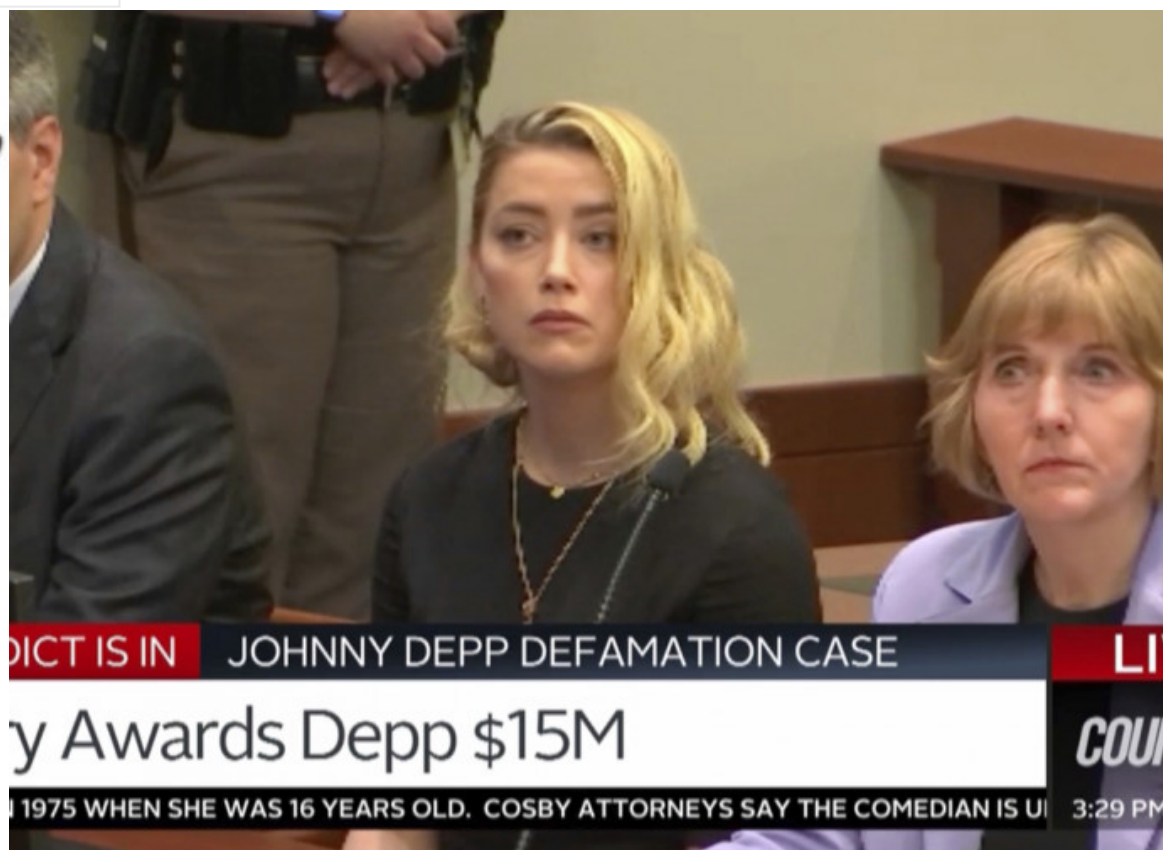 DICT IS IN JOHNNY DEPP DEFAMATION CASE LI
y Awards Depp $15M
COU
1975 WHEN SHE WAS 16 YEARS OLD. COSBY ATTORNEYS SAY THE COMEDIAN IS U 3:29 PM